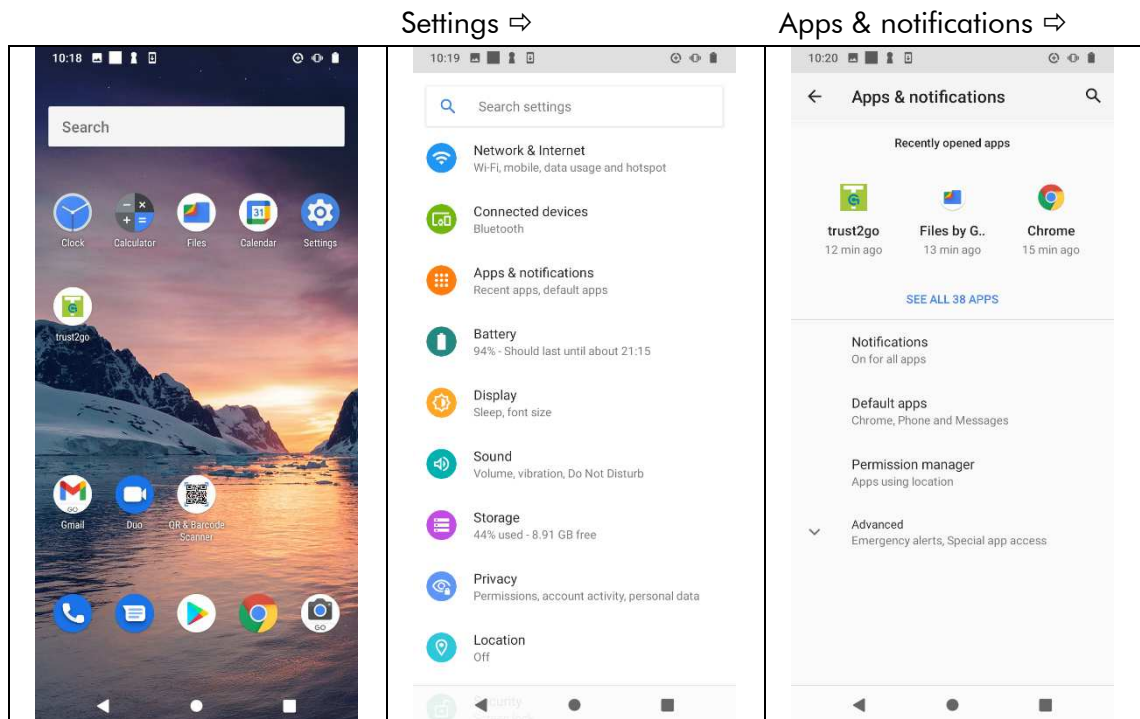 Settings ⇨
Apps & notifications ⇨
10:18
Search
31
Clock
Calculator
Files
Calendar
Settings
trust2go
GO
Gmail
Duo
QR & Barcode
Scanner
GO
10:19
Search settings
Network & Internet
Wi-Fi, mobile, data usage and hotspot
Connected devices
Bluetooth
Apps & notifications
Recent apps, default apps
Battery
94% - Should last until about 21:15
Display
Sleep, font size
Sound
Volume, vibration, Do Not Disturb
Storage
44% used - 8.91 GB free
Privacy
Permissions, account activity, personal data
Location
Off
Security
10:20
Apps & notifications
Recently opened apps
trust2go
12 min ago
Files by G..
13 min ago
Chrome
15 min ago
SEE ALL 38 APPS
Notifications
On for all apps
Default apps
Chrome, Phone and Messages
Permission manager
Apps using location
Advanced
Emergency alerts, Special app access